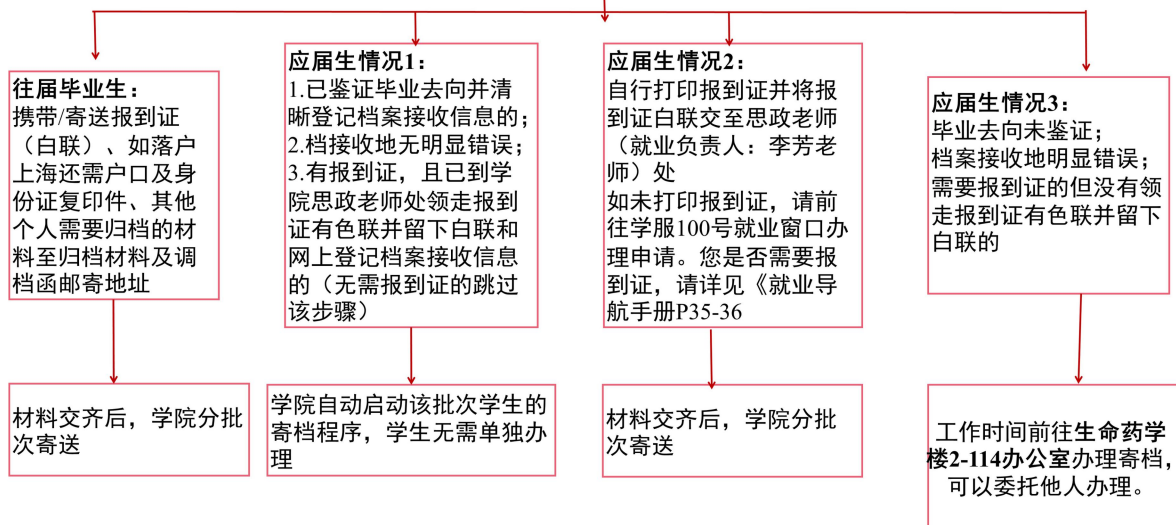 往届毕业生：
携带/寄送报到证
（白联）、如落户
上海还需户口及身
份证复印件、其他
个人需要归档的材
料至归档材料及调
档函邮寄地址
应届生情况1：
1.已鉴证毕业去向并清
晰登记档案接收信息的；
2.档接收地无明显错误；
3.有报到证，且已到学
院思政老师处领走报到
证有色联并留下白联和
网上登记档案接收信息
的（无需报到证的跳过
该步骤）
应届生情况2：
自行打印报到证并将报
到证白联交至思政老师
（就业负责人：李芳老
师）处
如未打印报到证，请前
往学服100号就业窗口办
理申请。您是否需要报
到证，请详见《就业导
航手册P35-36
应届生情况3：
毕业去向未鉴证；
档案接收地明显错误；
需要报到证的但没有领
走报到证有色联并留下
白联的
材料交齐后，学院分批
次寄送
学院自动启动该批次学生的
寄档程序，学生无需单独办
理
材料交齐后，学院分批
次寄送
工作时间前往生命药学
楼2-114办公室办理寄档，
可以委托他人办理。